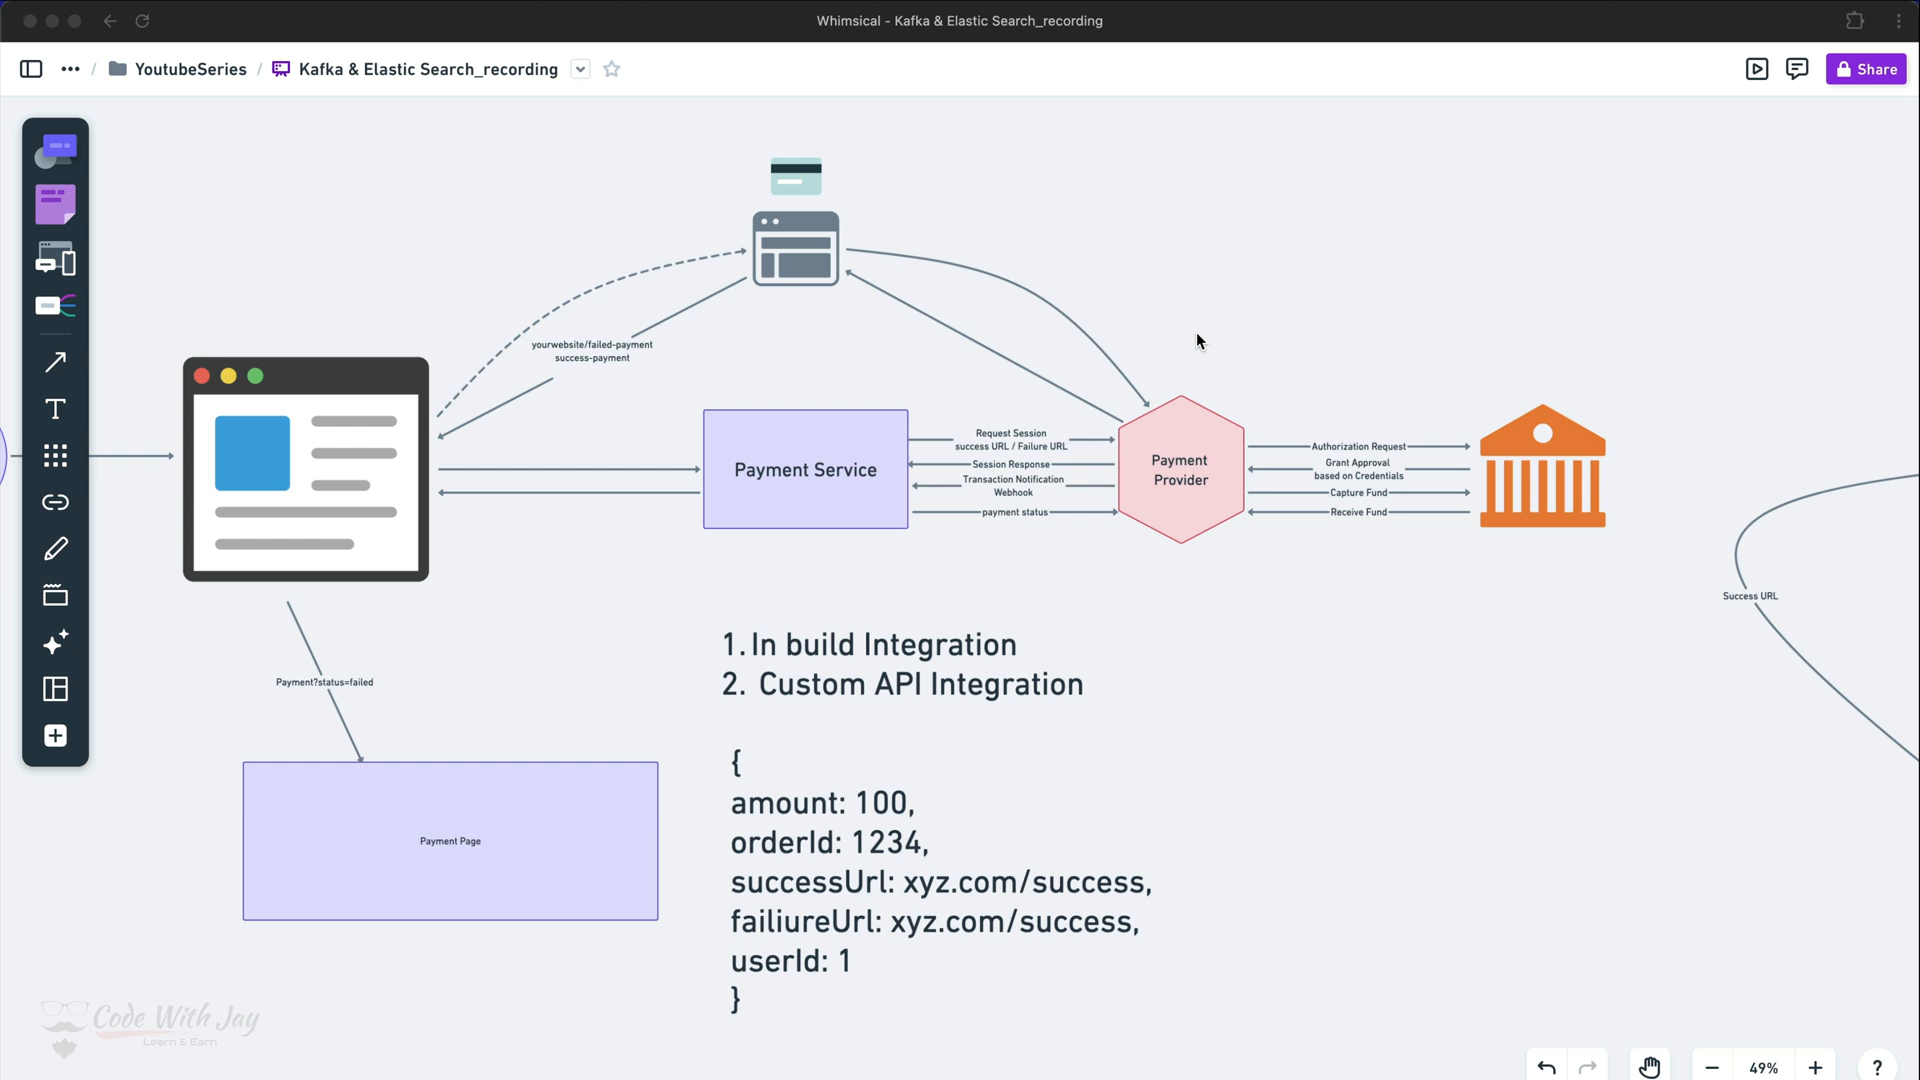 Whimsical - Kafka & Elastic Search_recording
YoutubeSeries / Kafka & Elastic Search_recording
Share
yourwebsite/failed-payment
success-payment
Payment Service
Request Session
success URL / Failure URL
Session Response
Transaction Notification
Webhook
payment status
Payment
Provider
Authorization Request
Grant Approval
based on Credentials
Capture Fund
Receive Fund
Success URL
Payment?status=failed
Payment Page
1. In build Integration
2. Custom API Integration
{
amount: 100,
orderId: 1234,
successUrl: xyz.com/success,
failiureUrl: xyz.com/success,
userId: 1
}
Code With Jay
Learn & Earn
49%
?